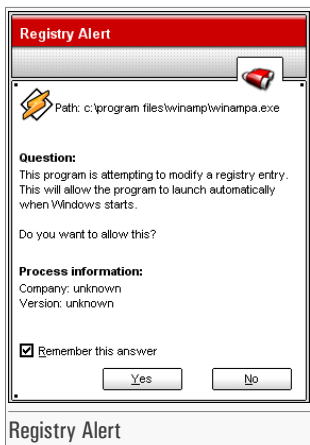 Registry Alert
Path: c:\program files\winamp\winampa.exe
Question:
This program is attempting to modify a registry entry.
This will allow the program to launch automatically
when Windows starts.
Do you want to allow this?
Process information:
Company: unknown
Version: unknown
Remember this answer
Yes
No
Registry Alert